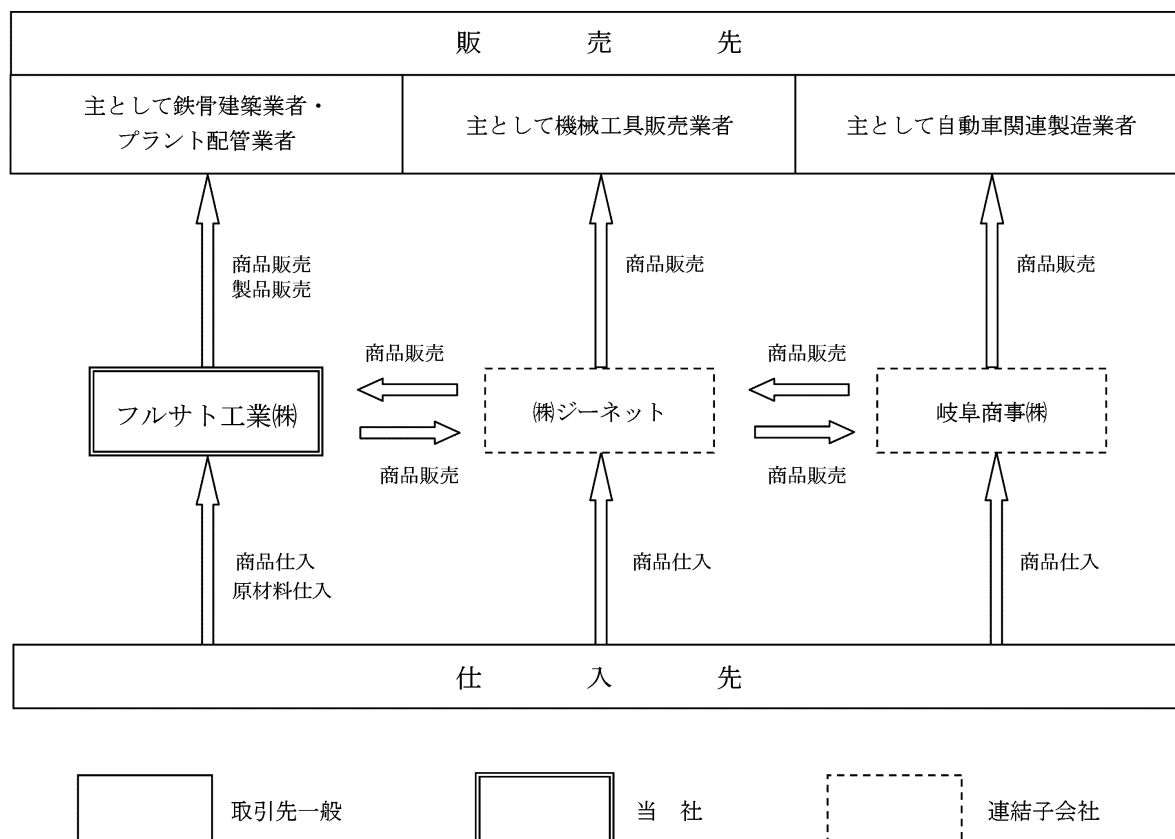 販売先
主として鉄骨建築業者・
プラント配管業者
主として機械工具販売業者
主として自動車関連製造業者
商品販売
製品販売
商品販売
商品販売
商品販売
商品販売
フルサト工業㈱
㈱ジーネット
岐阜商事㈱
商品販売
商品販売
商品仕入
原材料仕入
商品仕入
商品仕入
仕入先
取引先一般
当 社
連結子会社